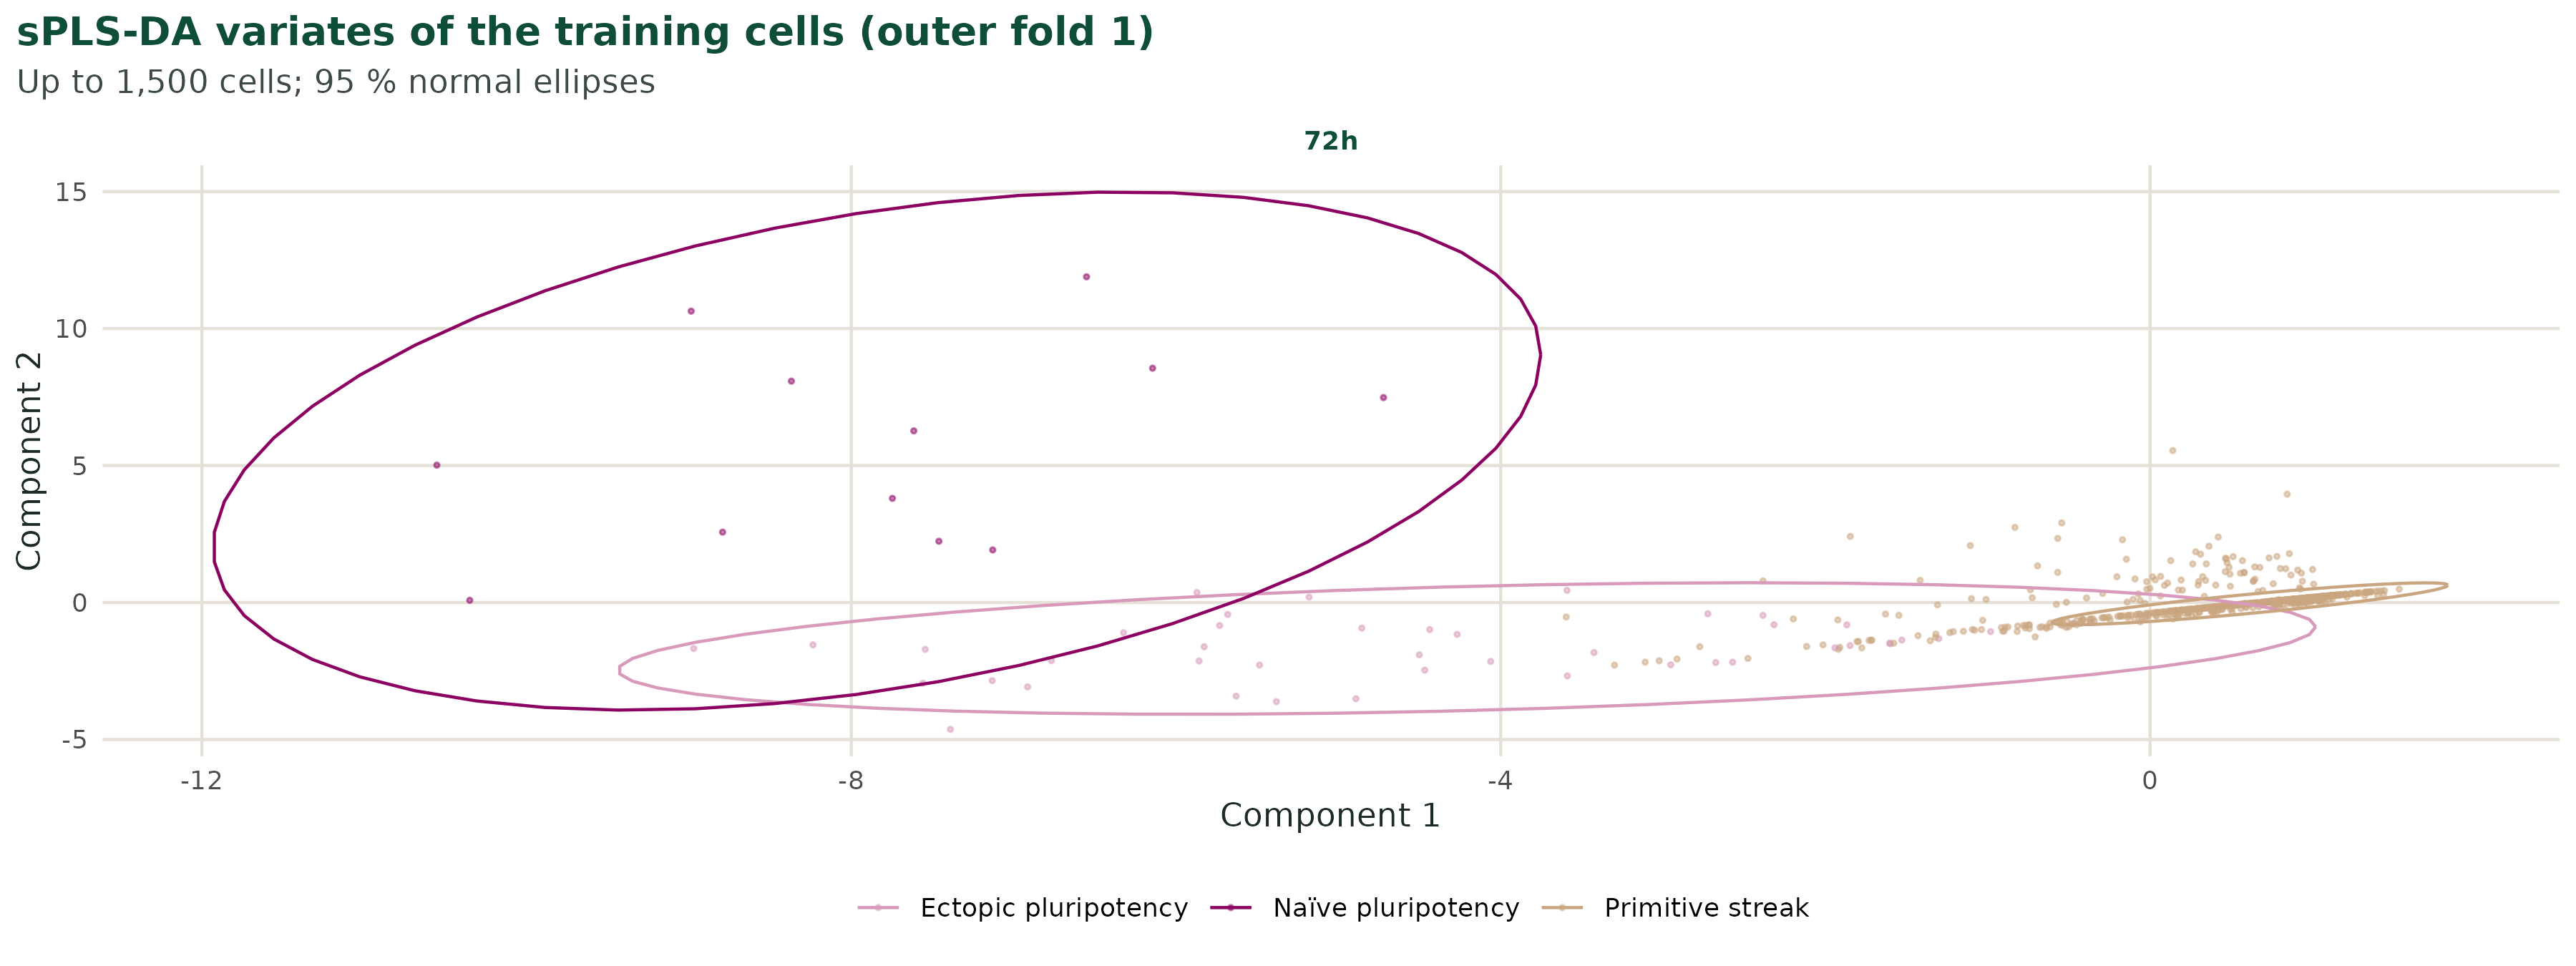 sPLS-DA variates of the training cells (outer fold 1)
Up to 1,500 cells; 95 % normal ellipses
72h
Component 2
15
10
5
0
-5
-12
-8
-4
0
Component 1
Ectopic pluripotency
Naïve pluripotency
Primitive streak